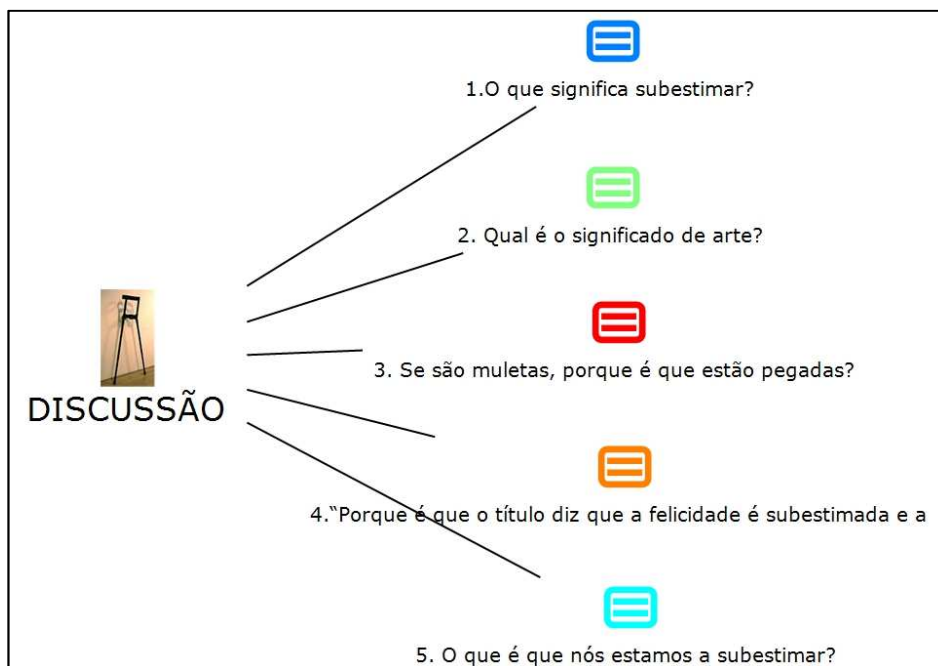 1.O que significa subestimar?
2. Qual é o significado de arte?
3. Se são muletas, porque é que estão pegadas?
DISCUSSÃO
4.“Porque é que o título diz que a felicidade é subestimada e a
5. O que é que nós estamos a subestimar?